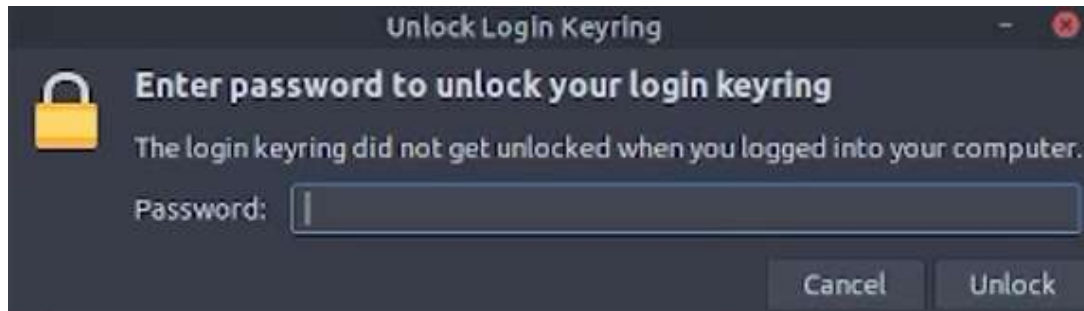 Unlock Login Keyring
Enter password to unlock your login keyring
The login keyring did not get unlocked when you logged into your computer.
Password:
Cancel Unlock